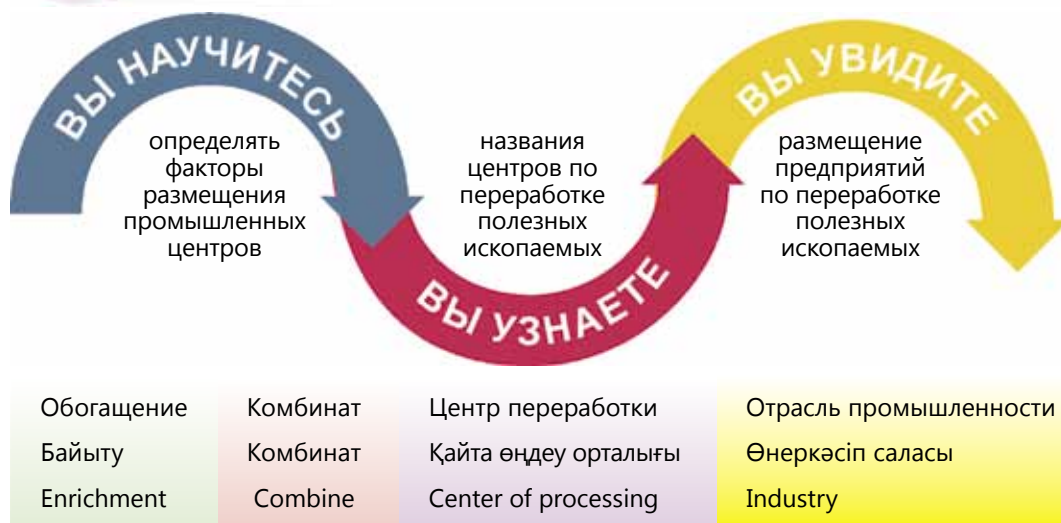 ВЫ НАУЧИТЕСЬ
определять
факторы
размещения
промышленных
центров
ВЫ УЗНАЕТЕ
названия
центров по
переработке
полезных
ископаемых
ВЫ УВИДИТЕ
размещение
предприятий
по переработке
полезных
ископаемых
Обогащение Комбинат Центр переработки Отрасль промышленности
Байыту Комбинат Қайта өңдеу орталығы Өнеркәсіп саласы
Enrichment Combine Center of processing Industry